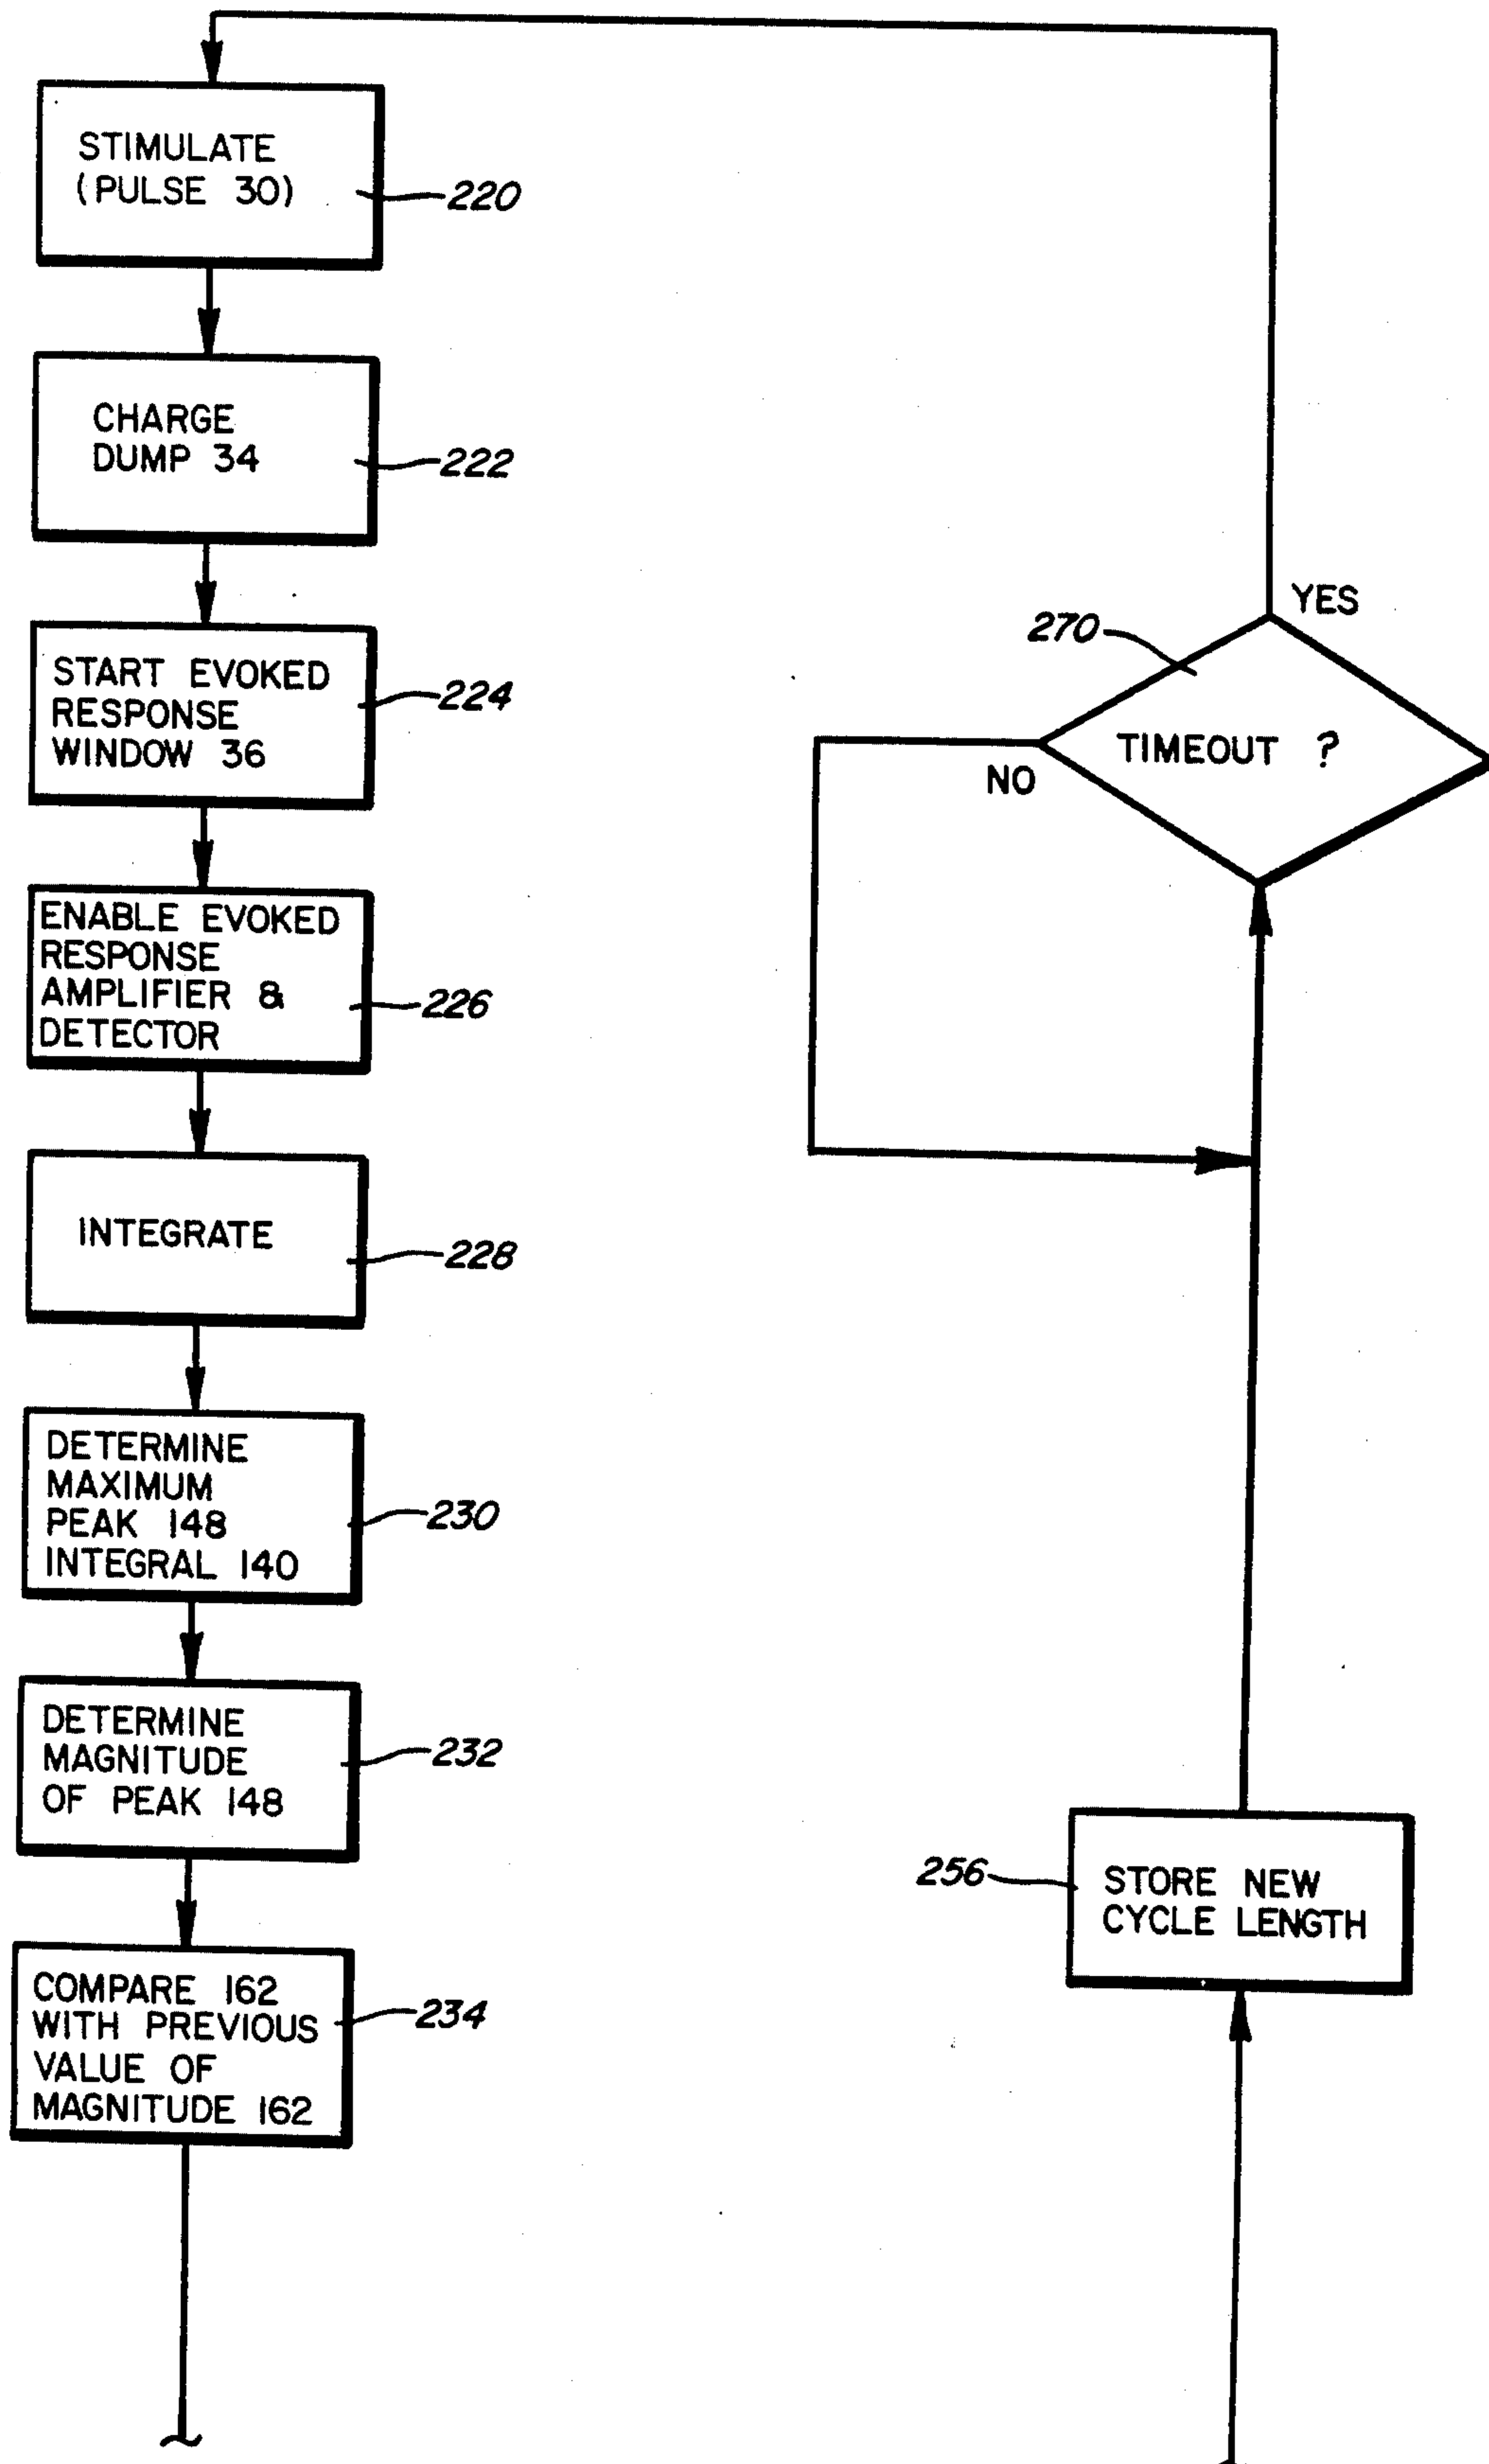 STIMULATE
(PULSE 30)
220
CHARGE
DUMP 34
222
START EVOKED
RESPONSE
WINDOW 36
224
ENABLE EVOKED
RESPONSE
AMPLIFIER &
DETECTOR
226
INTEGRATE
228
DETERMINE
MAXIMUM
PEAK 148
INTEGRAL 140
230
DETERMINE
MAGNITUDE
OF PEAK 148
232
COMPARE 162
WITH PREVIOUS
VALUE OF
MAGNITUDE 162
234
YES
270
TIMEOUT ?
NO
256
STORE NEW
CYCLE LENGTH